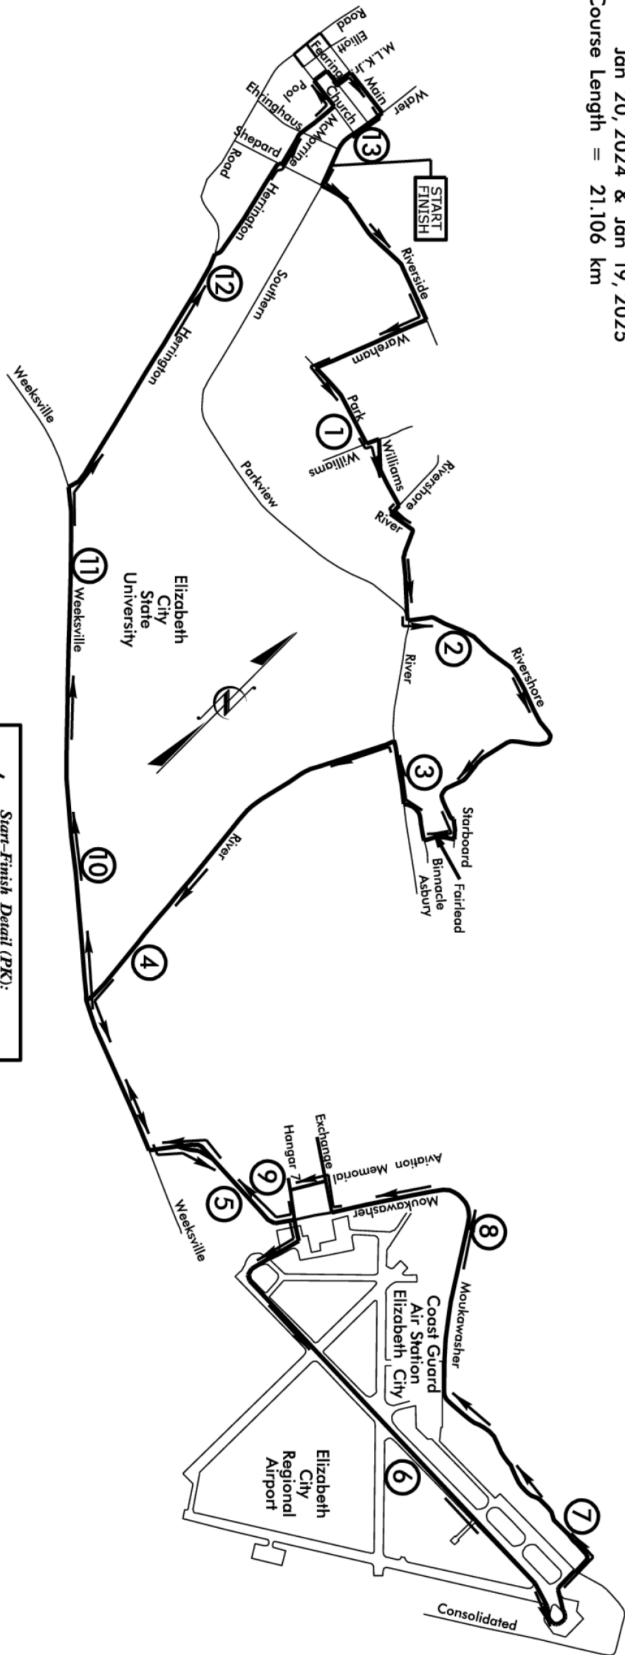 Jan 20, 2024 & Jan 19, 2025
Course Length = 21.106 km
Road
Elliott
M.L.K.Jr.
Fearing
Main
Water
Church
Pool
Ehringhaus
McMorrine
Shepard
Road
13
START
FINISH
Herrington
Southern
Riverside
12
Herrington
Wareham
Park
1
Williams
Williams
Rivershore
River
Weeksville
Parkview
11
Weeksville
Elizabeth
City
State
University
2
River
Rivershore
N
3
Starboard
Fairlead
Binnacle
Asbury
River
10
4
Start-Finish Detail (PK):
Weeksville
5
9
Hangar 7
Exchange
Aviation Memorial
Moukawasher
8
Moukawasher
Coast Guard
Air Station
Elizabeth City
Elizabeth
City
Regional
Airport
6
7
Consolidated